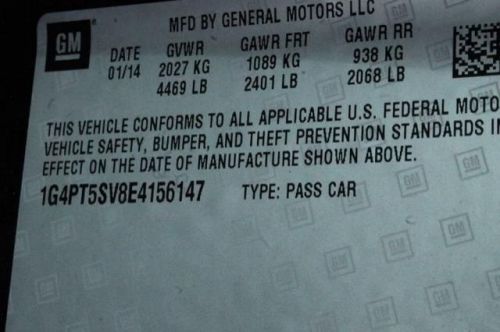 GM
MFD BY GENERAL MOTORS LLC
DATE GVWR GAWR FRT GAWR RR
01/14 2027 KG 1089 KG 938 KG
4469 LB 2401 LB 2068 LB
THIS VEHICLE CONFORMS TO ALL APPLICABLE U.S. FEDERAL MOTO
VEHICLE SAFETY, BUMPER, AND THEFT PREVENTION STANDARDS IN
EFFECT ON THE DATE OF MANUFACTURE SHOWN ABOVE.
1G4PT5SV8E4156147 TYPE: PASS CAR